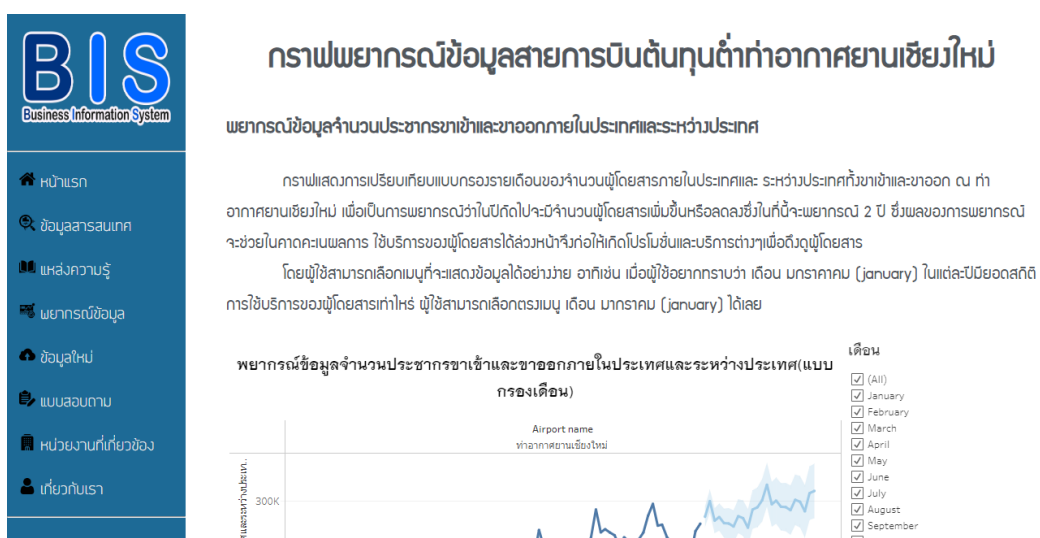 BIS
Business Information System
หน้าแรก
ข้อมูลสารสนเทศ
แหล่งความรู้
พยากรณ์ข้อมูล
ข้อมูลใหม่
แบบสอบถาม
หน่วยงานที่เกี่ยวข้อง
เกี่ยวกับเรา
กราฟพยากรณ์ข้อมูลสายการบินต้นทุนต่ำท่าอากาศยานเชียงใหม่
พยากรณ์ข้อมูลจำนวนประชากรขาเข้าและขาออกภายในประเทศและระหว่างประเทศ
กราฟแสดงการเปรียบเทียบแบบกรองรายเดือนของจำนวนผู้โดยสารภายในประเทศและ ระหว่างประเทศทั้งขาเข้าและขาออก ณ ท่า
อากาศยานเชียงใหม่ เพื่อเป็นการพยากรณ์ว่าในปีถัดไปจะมีจำนวนผู้โดยสารเพิ่มขึ้นหรือลดลงซึ่งในที่นี้จะพยากรณ์ 2 ปี ซึ่งผลของการพยากรณ์
จะช่วยในคาดคะเนผลการ ใช้บริการของผู้โดยสารได้ล่วงหน้าจึงก่อให้เกิดโปรโมชั่นและบริการต่างๆเพื่อดึงดูผู้โดยสาร
โดยผู้ใช้สามารถเลือกเมนูที่จะแสดงข้อมูลได้อย่างง่าย อาทิเช่น เมื่อผู้ใช้อยากทราบว่า เดือน มกราคาคม (january) ในแต่ละปีมียอดสถิติ
การใช้บริการของผู้โดยสารเท่าไหร่ ผู้ใช้สามารถเลือกตรงเมนู เดือน มากราคม (january) ได้เลย
พยากรณ์ข้อมูลจำนวนประชากรขาเข้าและขาออกภายในประเทศและระหว่างประเทศ(แบบ
กรองเดือน)
Airport name
ท่าอากาศยานเชียงใหม่
300K
เดือน
(All)
January
February
March
April
May
June
July
August
September